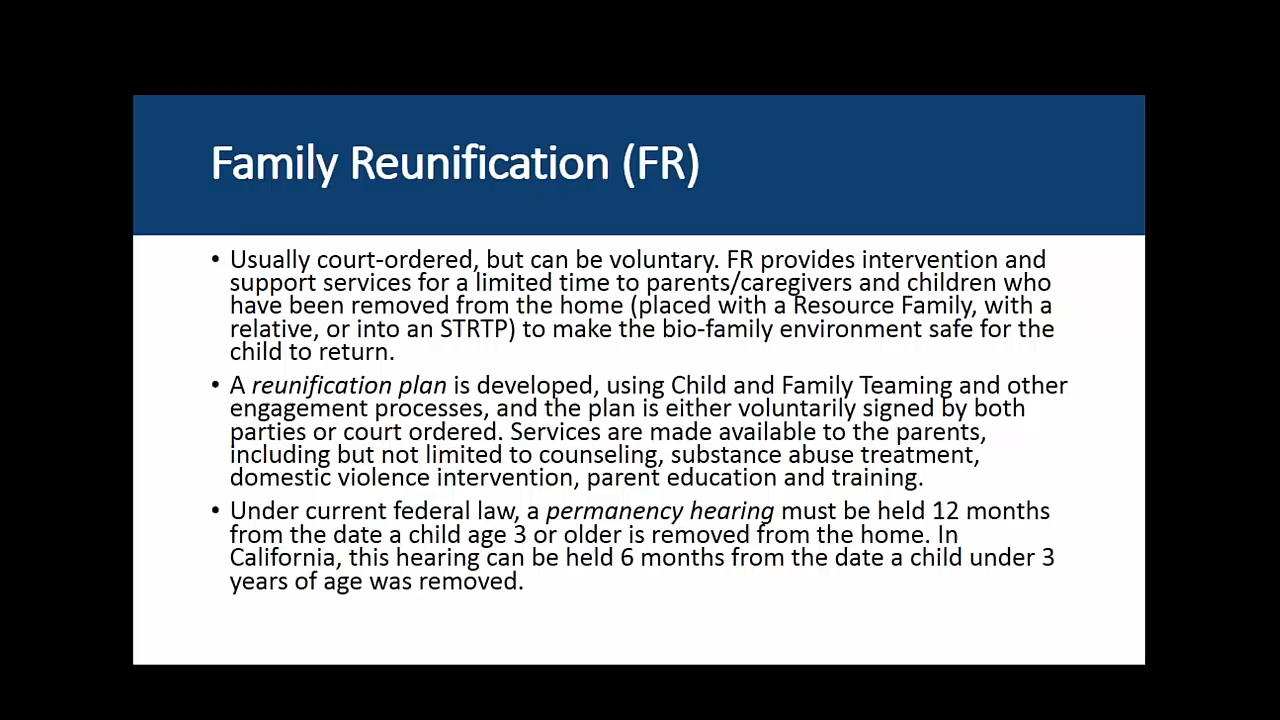 Family Reunification (FR)
• Usually court-ordered, but can be voluntary. FR provides intervention and
support services for a limited time to parents/caregivers and children who
have been removed from the home (placed with a Resource Family, with a
relative, or into an STRTP) to make the bio-family environment safe for the
child to return.
• A reunification plan is developed, using Child and Family Teaming and other
engagement processes, and the plan is either voluntarily signed by both
parties or court ordered. Services are made available to the parents,
including but not limited to counseling, substance abuse treatment,
domestic violence intervention, parent education and training.
• Under current federal law, a permanency hearing must be held 12 months
from the date a child age 3 or older is removed from the home. In
California, this hearing can be held 6 months from the date a child under 3
years of age was removed.